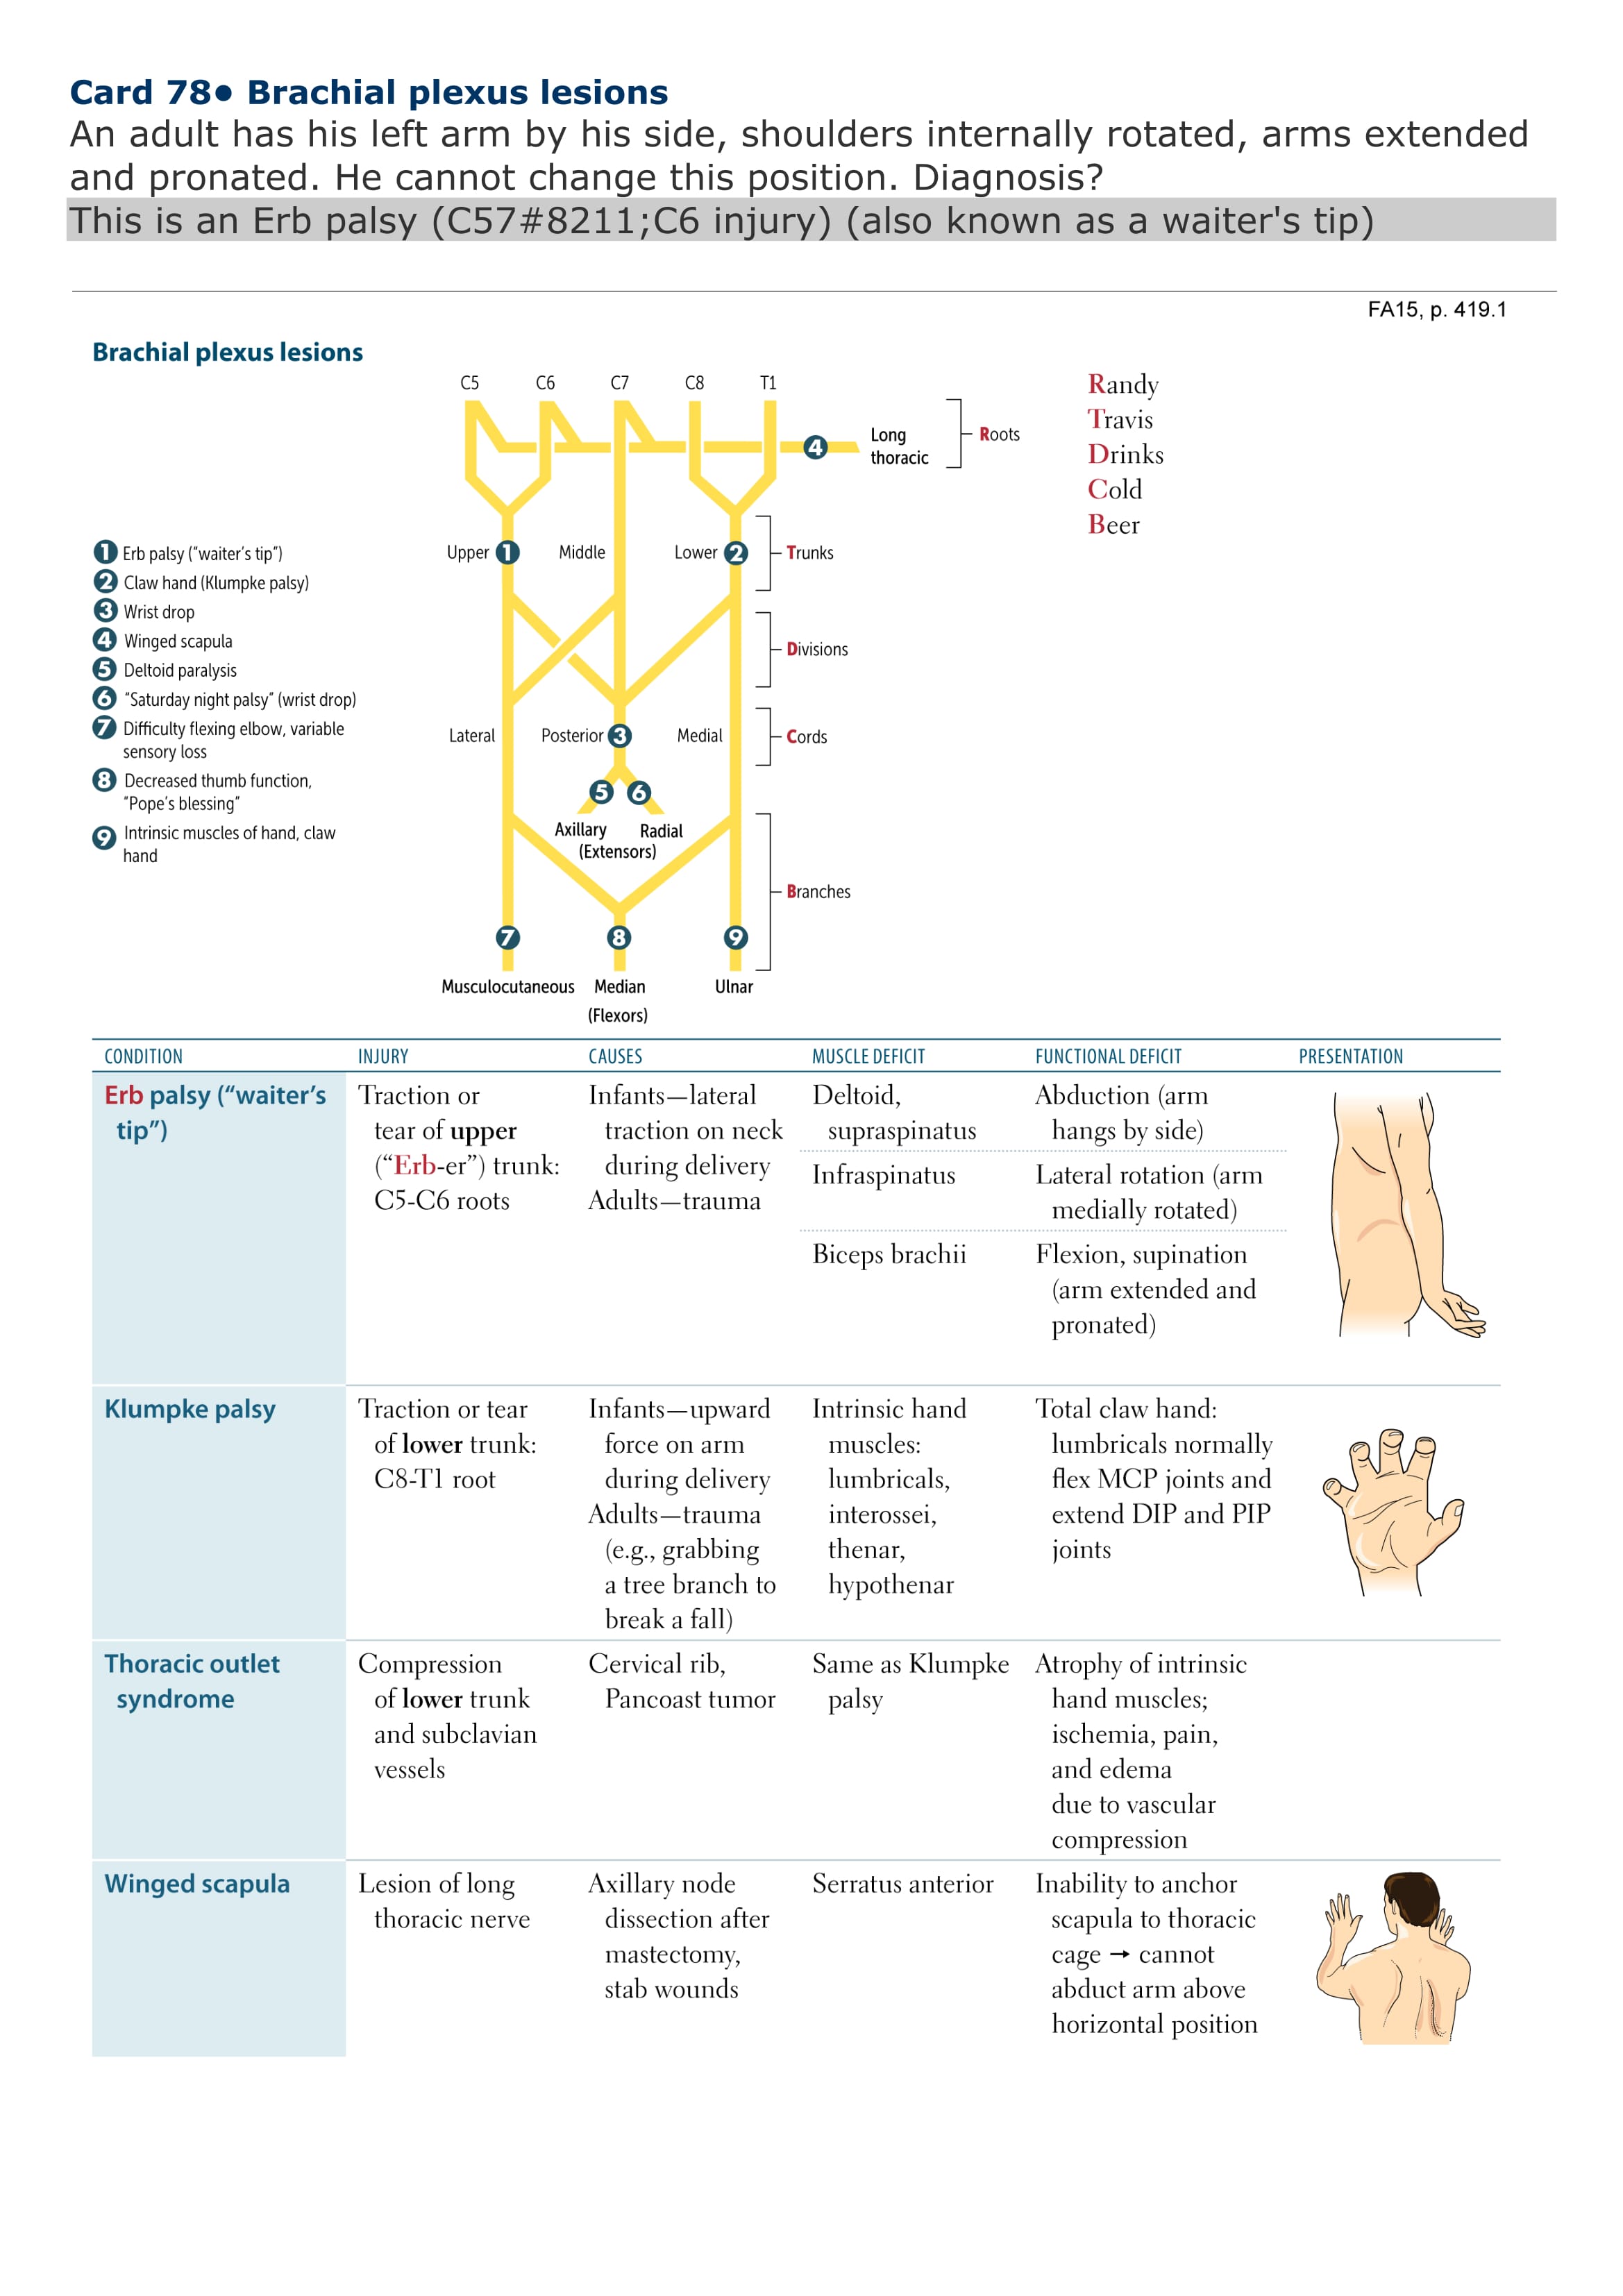 Card 78● Brachial plexus lesions
An adult has his left arm by his side, shoulders internally rotated, arms extended
and pronated. He cannot change this position. Diagnosis?
This is an Erb palsy (C57#8211;C6 injury) (also known as a waiter's tip)
FA15, p. 419.1
Brachial plexus lesions
C5 C6 C7 C8 T1
4
Long
thoracic
Roots
Randy
Travis
Drinks
Cold
Beer
1 Erb palsy (“waiter’s tip”)
2 Claw hand (Klumpke palsy)
3 Wrist drop
4 Winged scapula
5 Deltoid paralysis
6 “Saturday night palsy” (wrist drop)
7 Difficulty flexing elbow, variable
sensory loss
8 Decreased thumb function,
“Pope’s blessing”
9 Intrinsic muscles of hand, claw
hand
Upper 1 Middle Lower 2 Trunks
Divisions
Lateral Posterior 3 Medial Cords
5 6
Axillary Radial
(Extensors)
Branches
7 8 9
Musculocutaneous Median Ulnar
(Flexors)
CONDITION INJURY CAUSES MUSCLE DEFICIT FUNCTIONAL DEFICIT PRESENTATION
Erb palsy (“waiter’s
tip”)
Traction or
tear of upper
(“Erb-er”) trunk:
C5-C6 roots
Infants—lateral
traction on neck
during delivery
Adults—trauma
Deltoid,
supraspinatus
Abduction (arm
hangs by side)
Infraspinatus
Lateral rotation (arm
medially rotated)
Biceps brachii
Flexion, supination
(arm extended and
pronated)
Klumpke palsy
Traction or tear
of lower trunk:
C8-T1 root
Infants—upward
force on arm
during delivery
Adults—trauma
(e.g., grabbing
a tree branch to
break a fall)
Intrinsic hand
muscles:
lumbricals,
interossei,
thenar,
hypothenar
Total claw hand:
lumbricals normally
flex MCP joints and
extend DIP and PIP
joints
Thoracic outlet
syndrome
Compression
of lower trunk
and subclavian
vessels
Cervical rib,
Pancoast tumor
Same as Klumpke
palsy
Atrophy of intrinsic
hand muscles;
ischemia, pain,
and edema
due to vascular
compression
Winged scapula
Lesion of long
thoracic nerve
Axillary node
dissection after
mastectomy,
stab wounds
Serratus anterior
Inability to anchor
scapula to thoracic
cage → cannot
abduct arm above
horizontal position